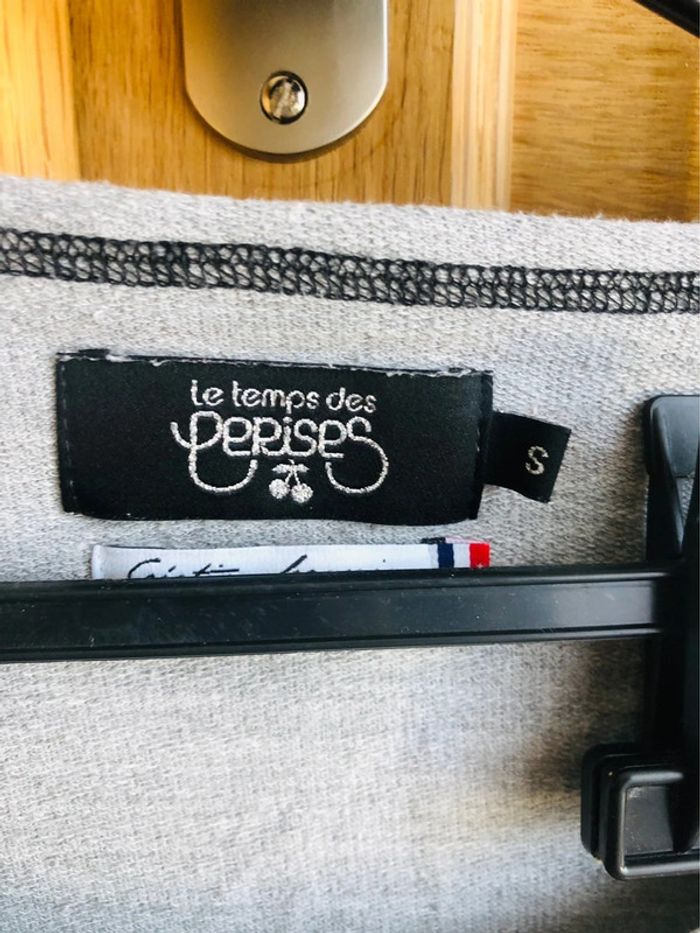 Le temps des
cerises
S